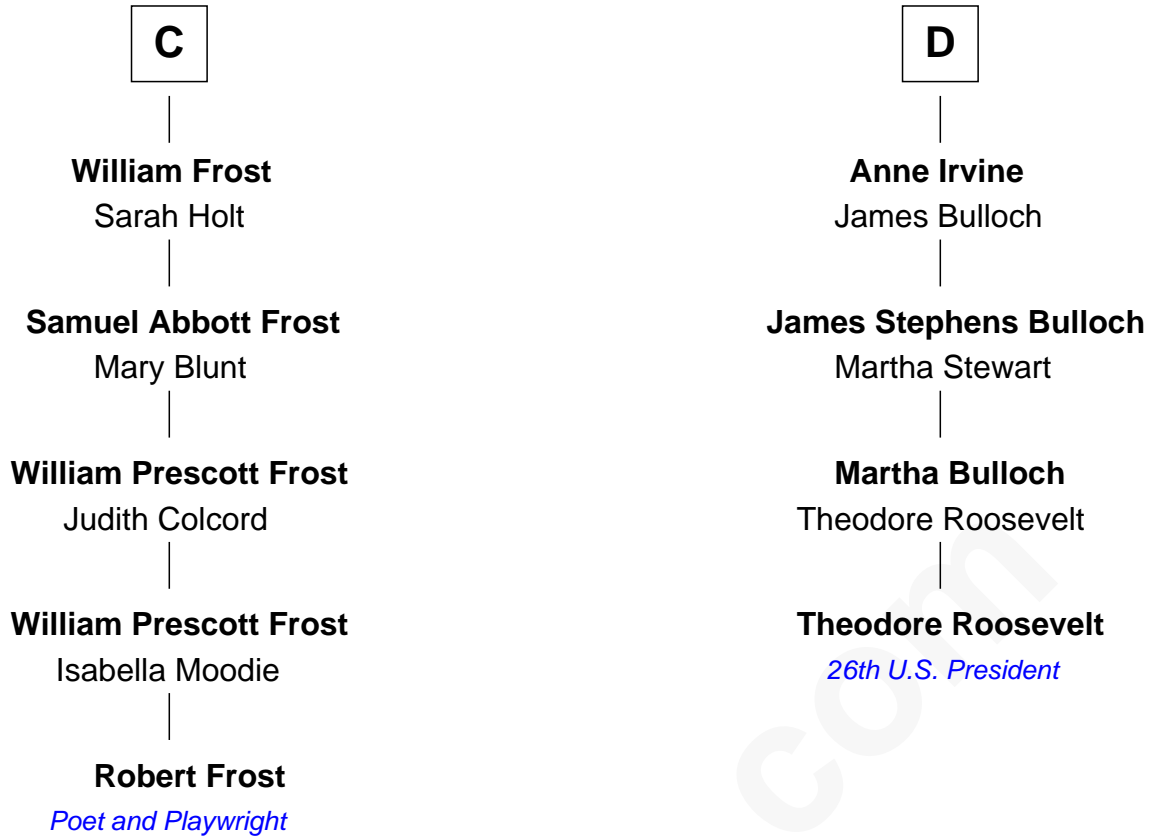 C
William Frost
Sarah Holt
Samuel Abbott Frost
Mary Blunt
William Prescott Frost
Judith Colcord
William Prescott Frost
Isabella Moodie
Robert Frost
Poet and Playwright
D
Anne Irvine
James Bulloch
James Stephens Bulloch
Martha Stewart
Martha Bulloch
Theodore Roosevelt
Theodore Roosevelt
26th U.S. President
com